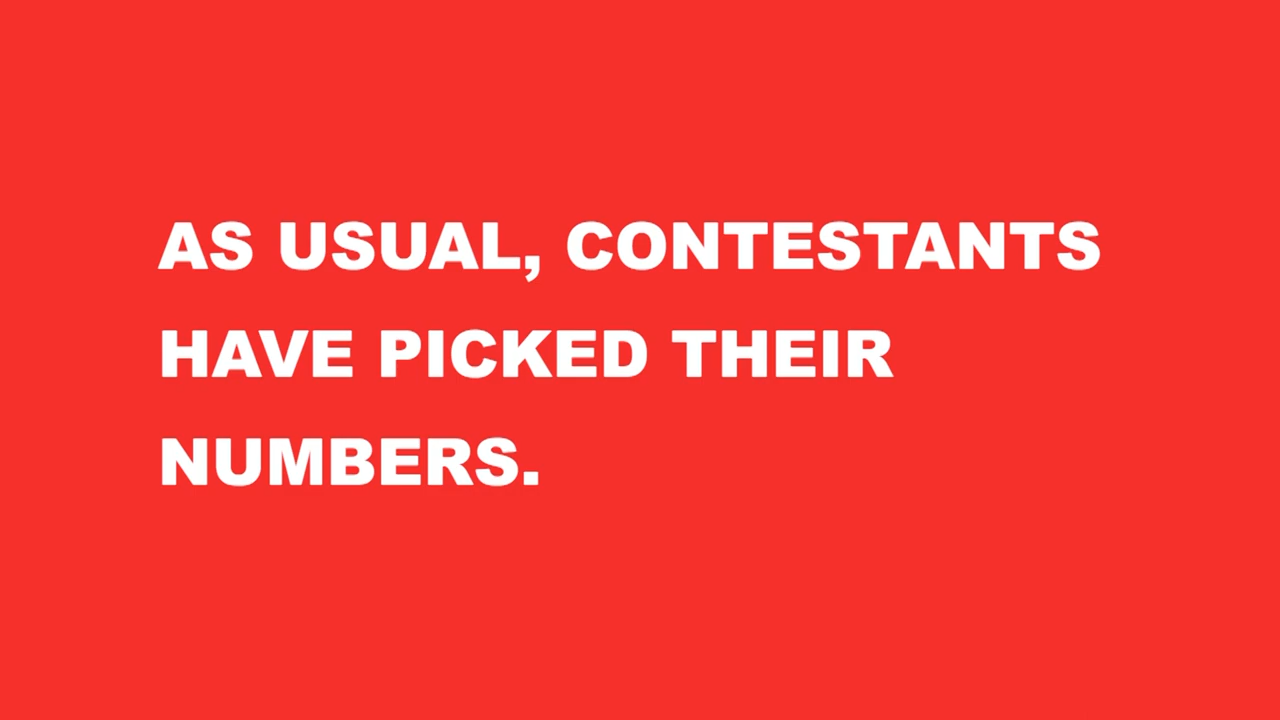 AS USUAL, CONTESTANTS
HAVE PICKED THEIR
NUMBERS.